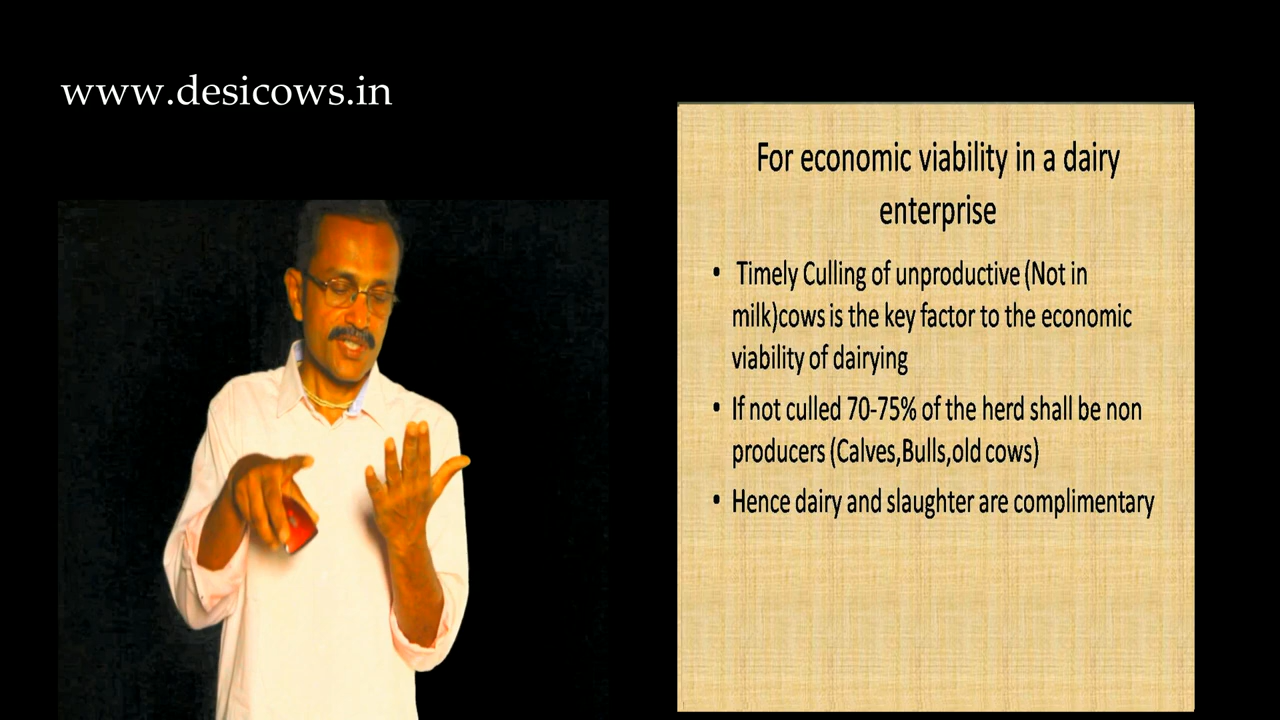 www.desicows.in
For economic viability in a dairy
enterprise
• Timely Culling of unproductive (Not in
milk)cows is the key factor to the economic
viability of dairying
• If not culled 70-75% of the herd shall be non
producers (Calves,Bulls,old cows)
• Hence dairy and slaughter are complimentary